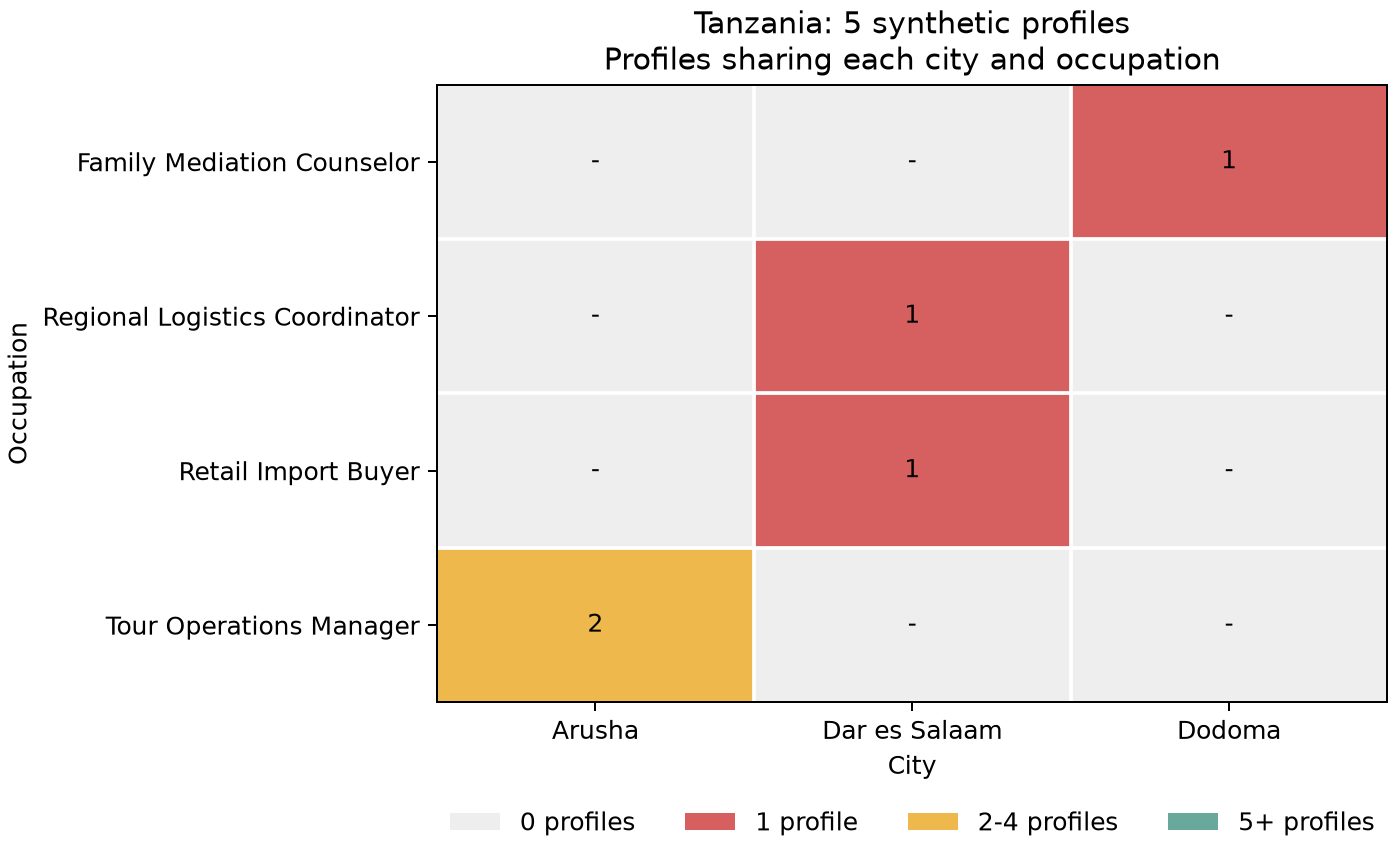 Tanzania: 5 synthetic profiles
Profiles sharing each city and occupation
Occupation
Family Mediation Counselor - - 1
Regional Logistics Coordinator - 1 -
Retail Import Buyer - 1 -
Tour Operations Manager 2 - -
Arusha Dar es Salaam Dodoma
City
0 profiles 1 profile 2-4 profiles 5+ profiles